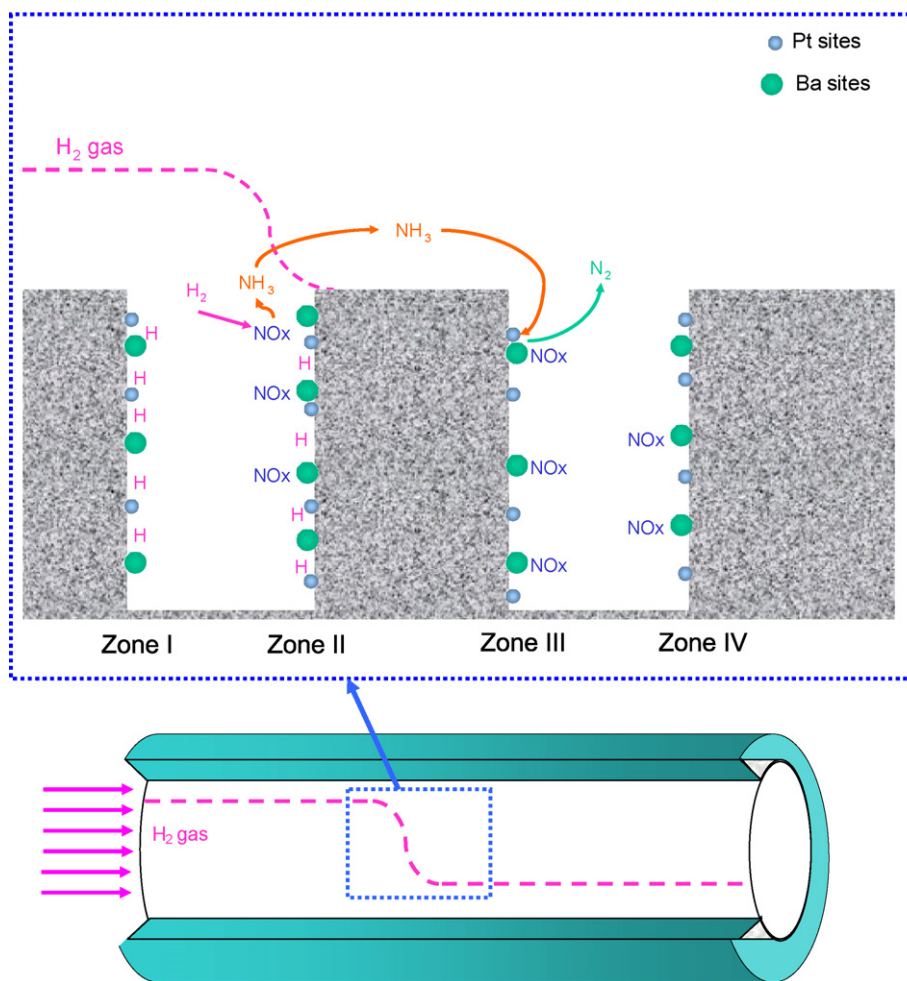 Pt sites
Ba sites
H₂ gas
NH₃
N₂
NH₃
H₂
NOx
NOx
H
H
H
NOx
H
H
NOx
H
NOx
H
H
H
NOx
NOx
NOx
H
NOx
Zone I
Zone II
Zone III
Zone IV
H₂ gas